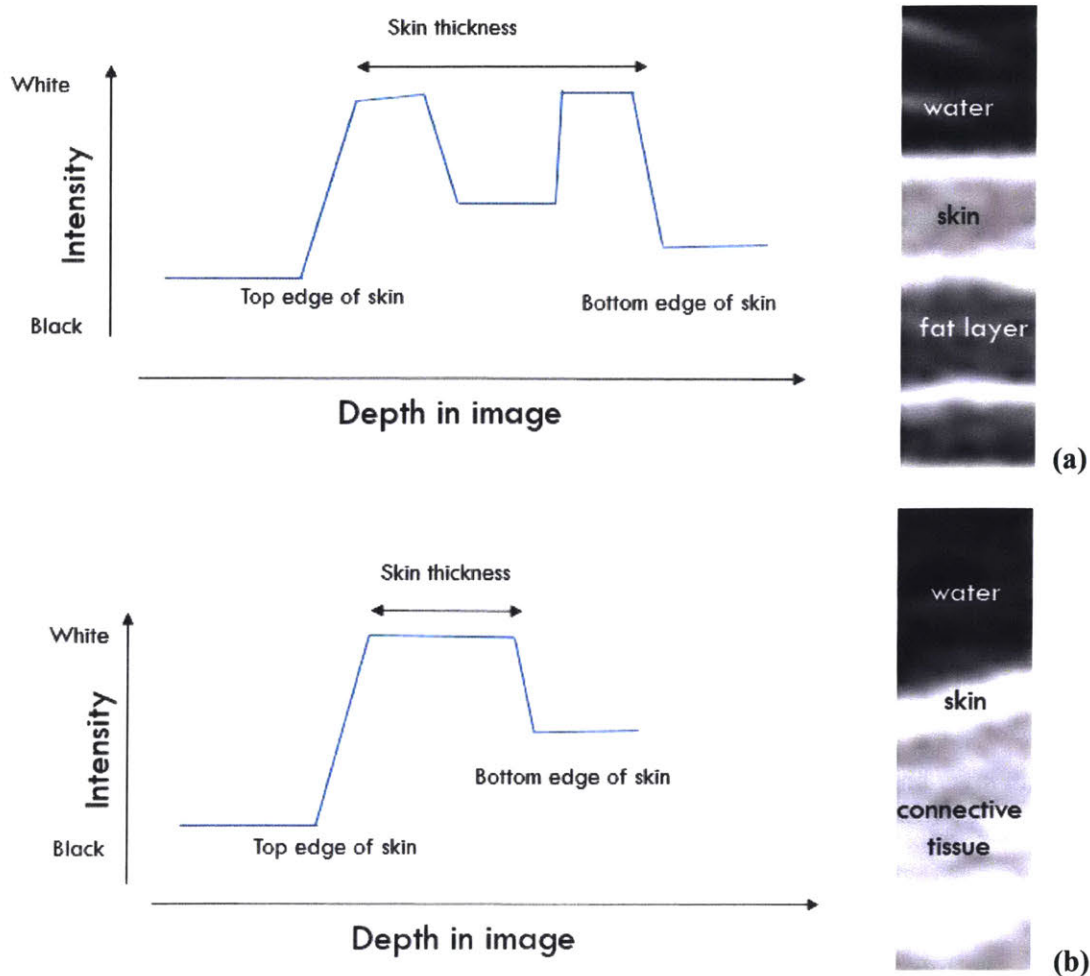 Skin thickness
White
Intensity
Black
Top edge of skin
Bottom edge of skin
Depth in image
water
skin
fat layer
(a)
Skin thickness
White
Intensity
Black
Top edge of skin
Bottom edge of skin
Depth in image
water
skin
connective
tissue
(b)